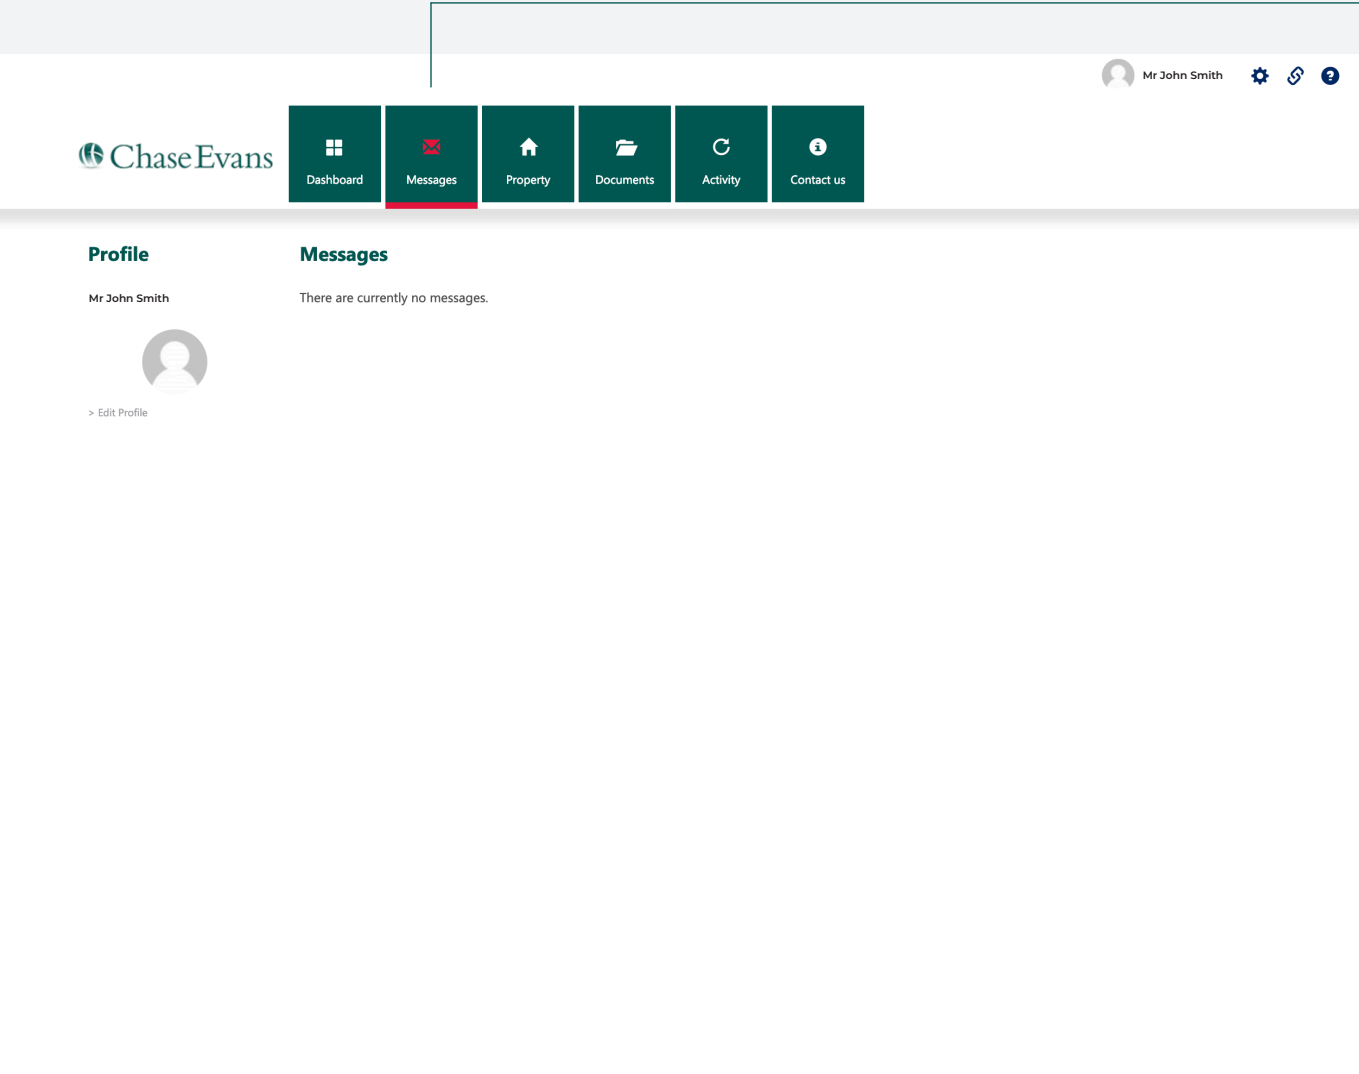 Mr John Smith
Chase Evans
Dashboard
Messages
Property
Documents
Activity
Contact us
Profile
Mr John Smith
> Edit Profile
Messages
There are currently no messages.